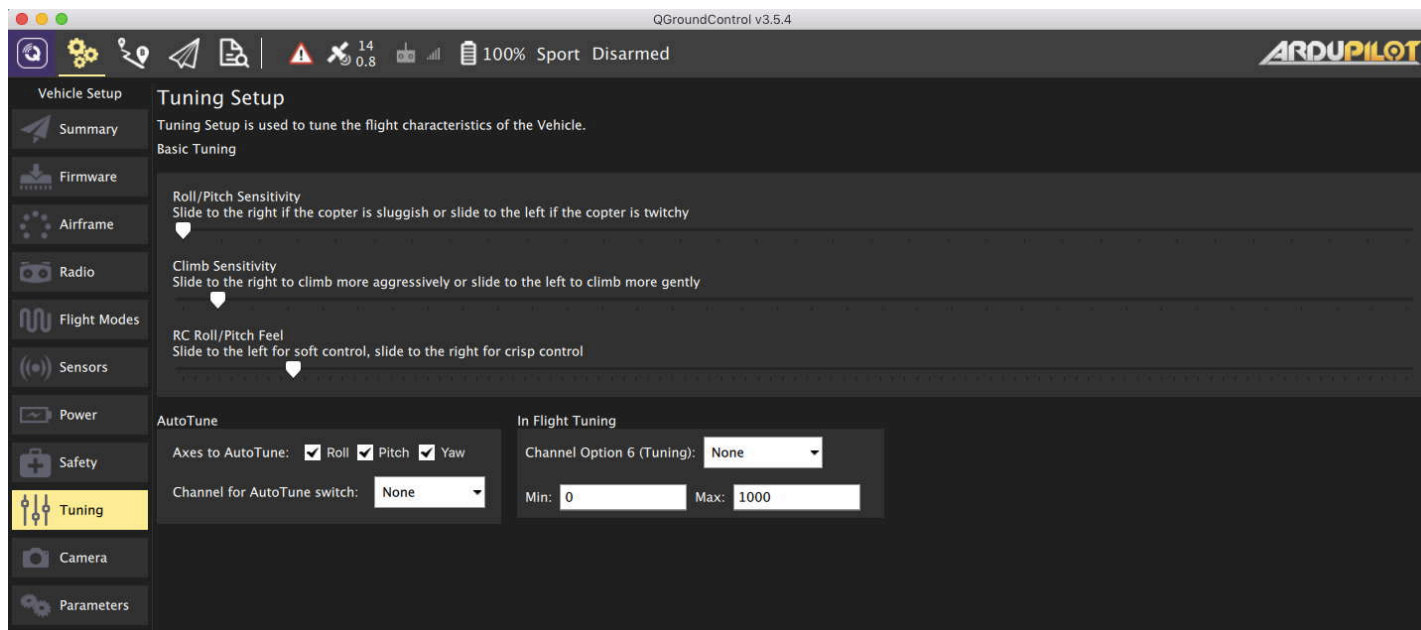 QGroundControl v3.5.4
14
0.8
100% Sport Disarmed
ARDUPILOT
Vehicle Setup
Summary
Firmware
Airframe
Radio
Flight Modes
Sensors
Power
Safety
Tuning
Camera
Parameters
Tuning Setup
Tuning Setup is used to tune the flight characteristics of the Vehicle.
Basic Tuning
Roll/Pitch Sensitivity
Slide to the right if the copter is sluggish or slide to the left if the copter is twitchy
Climb Sensitivity
Slide to the right to climb more aggressively or slide to the left to climb more gently
RC Roll/Pitch Feel
Slide to the left for soft control, slide to the right for crisp control
AutoTune
Axes to AutoTune: Roll Pitch Yaw
Channel for AutoTune switch: None
In Flight Tuning
Channel Option 6 (Tuning): None
Min: 0 Max: 1000